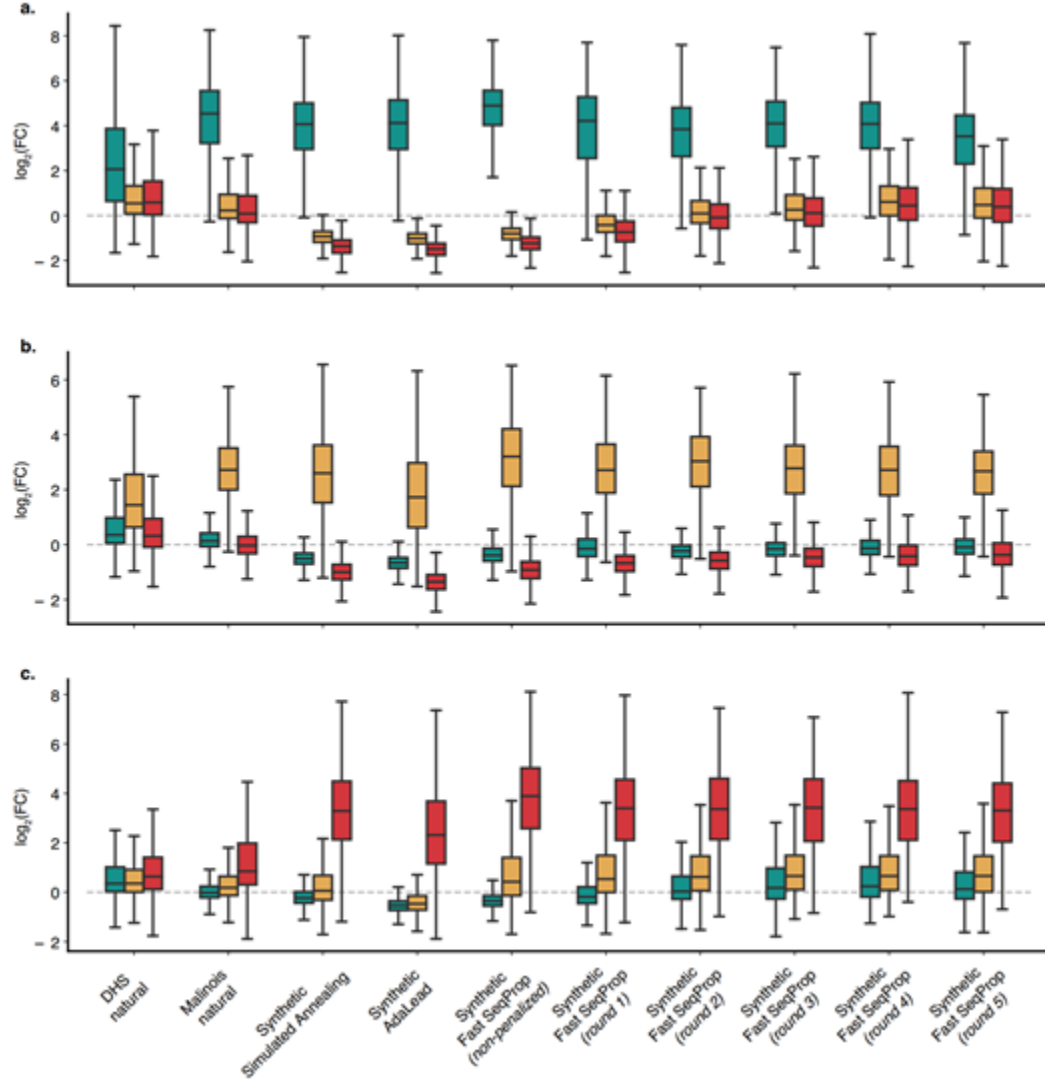 a.
8
6
4
2
0
– 2
log₂(FC)
b.
6
4
2
0
– 2
log₂(FC)
c.
8
6
4
2
0
– 2
log₂(FC)
DHS
natural
Malinois
natural
Synthetic
Simulated Annealing
Synthetic
AdaLead
Synthetic
Fast SeqProp
(non-penalized)
Synthetic
Fast SeqProp
(round 1)
Synthetic
Fast SeqProp
(round 2)
Synthetic
Fast SeqProp
(round 3)
Synthetic
Fast SeqProp
(round 4)
Synthetic
Fast SeqProp
(round 5)